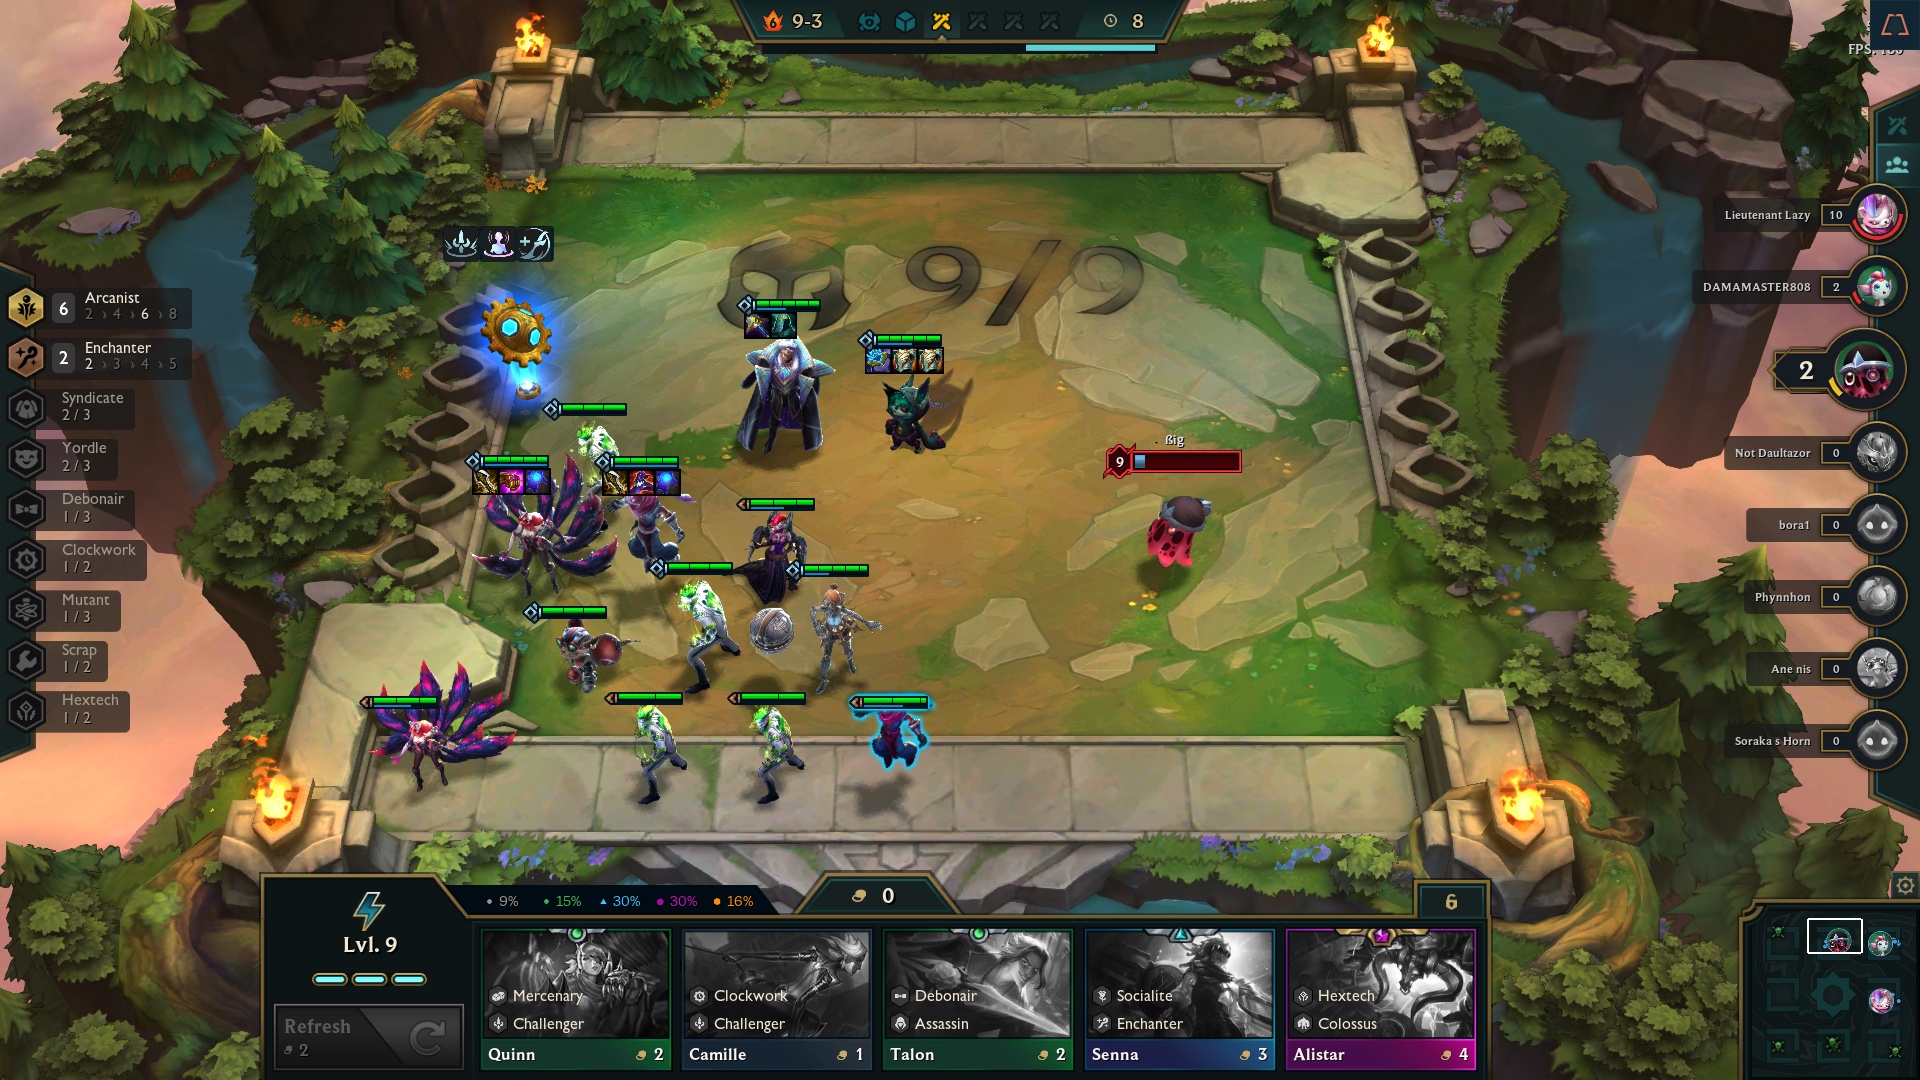 9-3
8
FPS:
9/9
Lieutenant Lazy 10
DAMAMASTER808 2
2
Not Daultazor 0
bora1 0
Phynnhon 0
Ane nis 0
Soraka s Horn 0
6 Arcanist
2 › 4 › 6 › 8
2 Enchanter
2 › 3 › 4 › 5
Syndicate
2 / 3
Yordle
2 / 3
Debonair
1 / 3
Clockwork
1 / 2
Mutant
1 / 3
Scrap
1 / 2
Hextech
1 / 2
9
9% 15% 30% 30% 16%
0
6
Lvl. 9
Refresh
2
Mercenary
Challenger
Quinn 2
Clockwork
Challenger
Camille 1
Debonair
Assassin
Talon 2
Socialite
Enchanter
Senna 3
Hextech
Colossus
Alistar 4